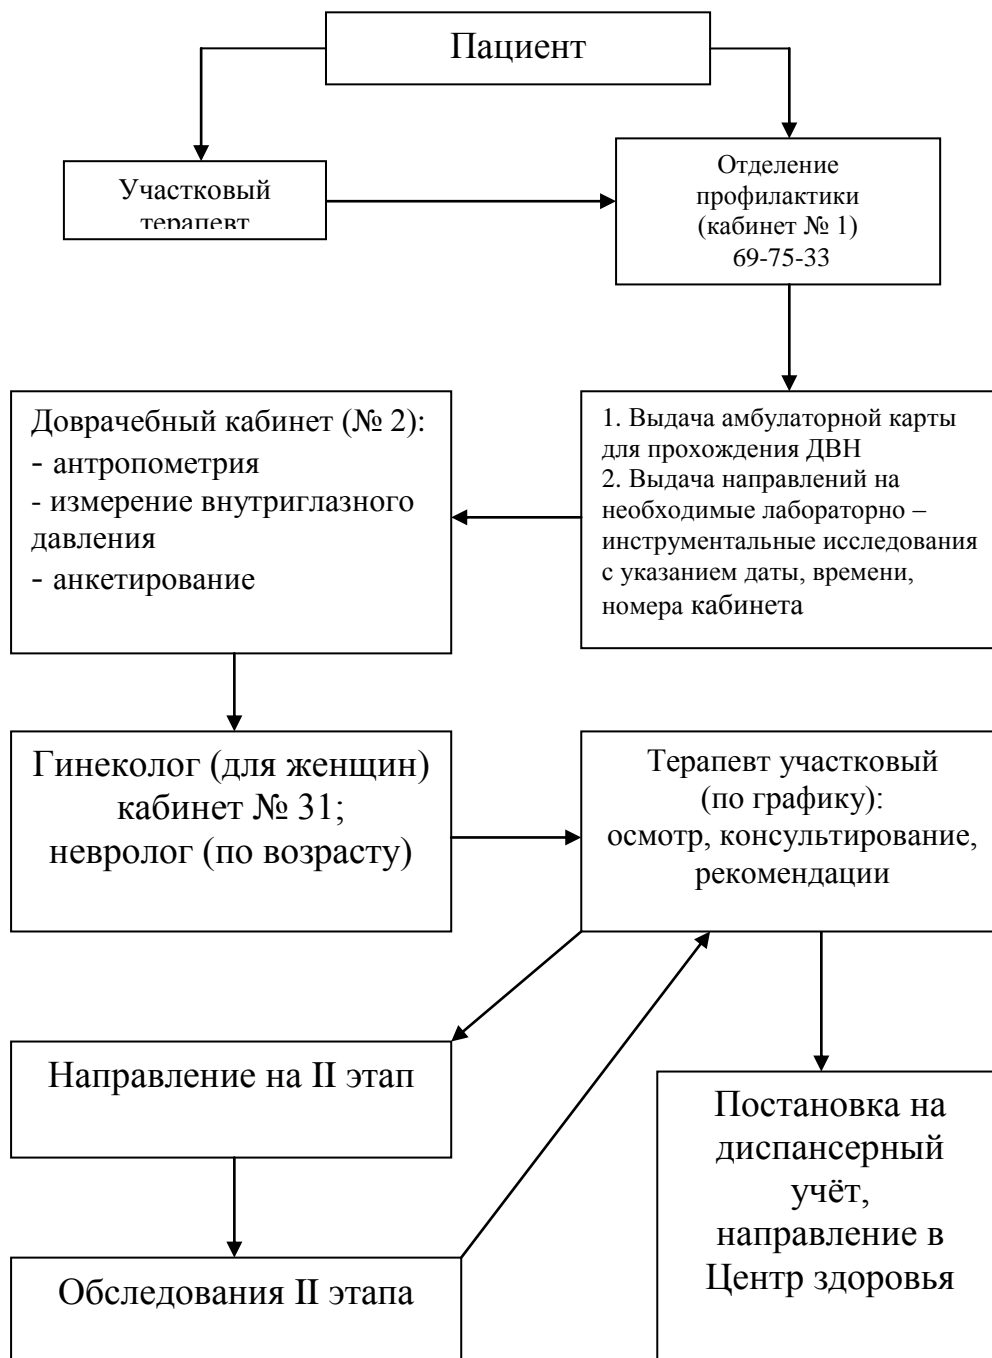 Пациент
Участковый
терапевт
Отделение
профилактики
(кабинет № 1)
69-75-33
Доврачебный кабинет (№ 2):
- антропометрия
- измерение внутриглазного
давления
- анкетирование
1. Выдача амбулаторной карты
для прохождения ДВН
2. Выдача направлений на
необходимые лабораторно –
инструментальные исследования
с указанием даты, времени,
номера кабинета
Гинеколог (для женщин)
кабинет № 31;
невролог (по возрасту)
Терапевт участковый
(по графику):
осмотр, консультирование,
рекомендации
Направление на II этап
Постановка на
диспансерный
учёт,
направление в
Центр здоровья
Обследования II этапа